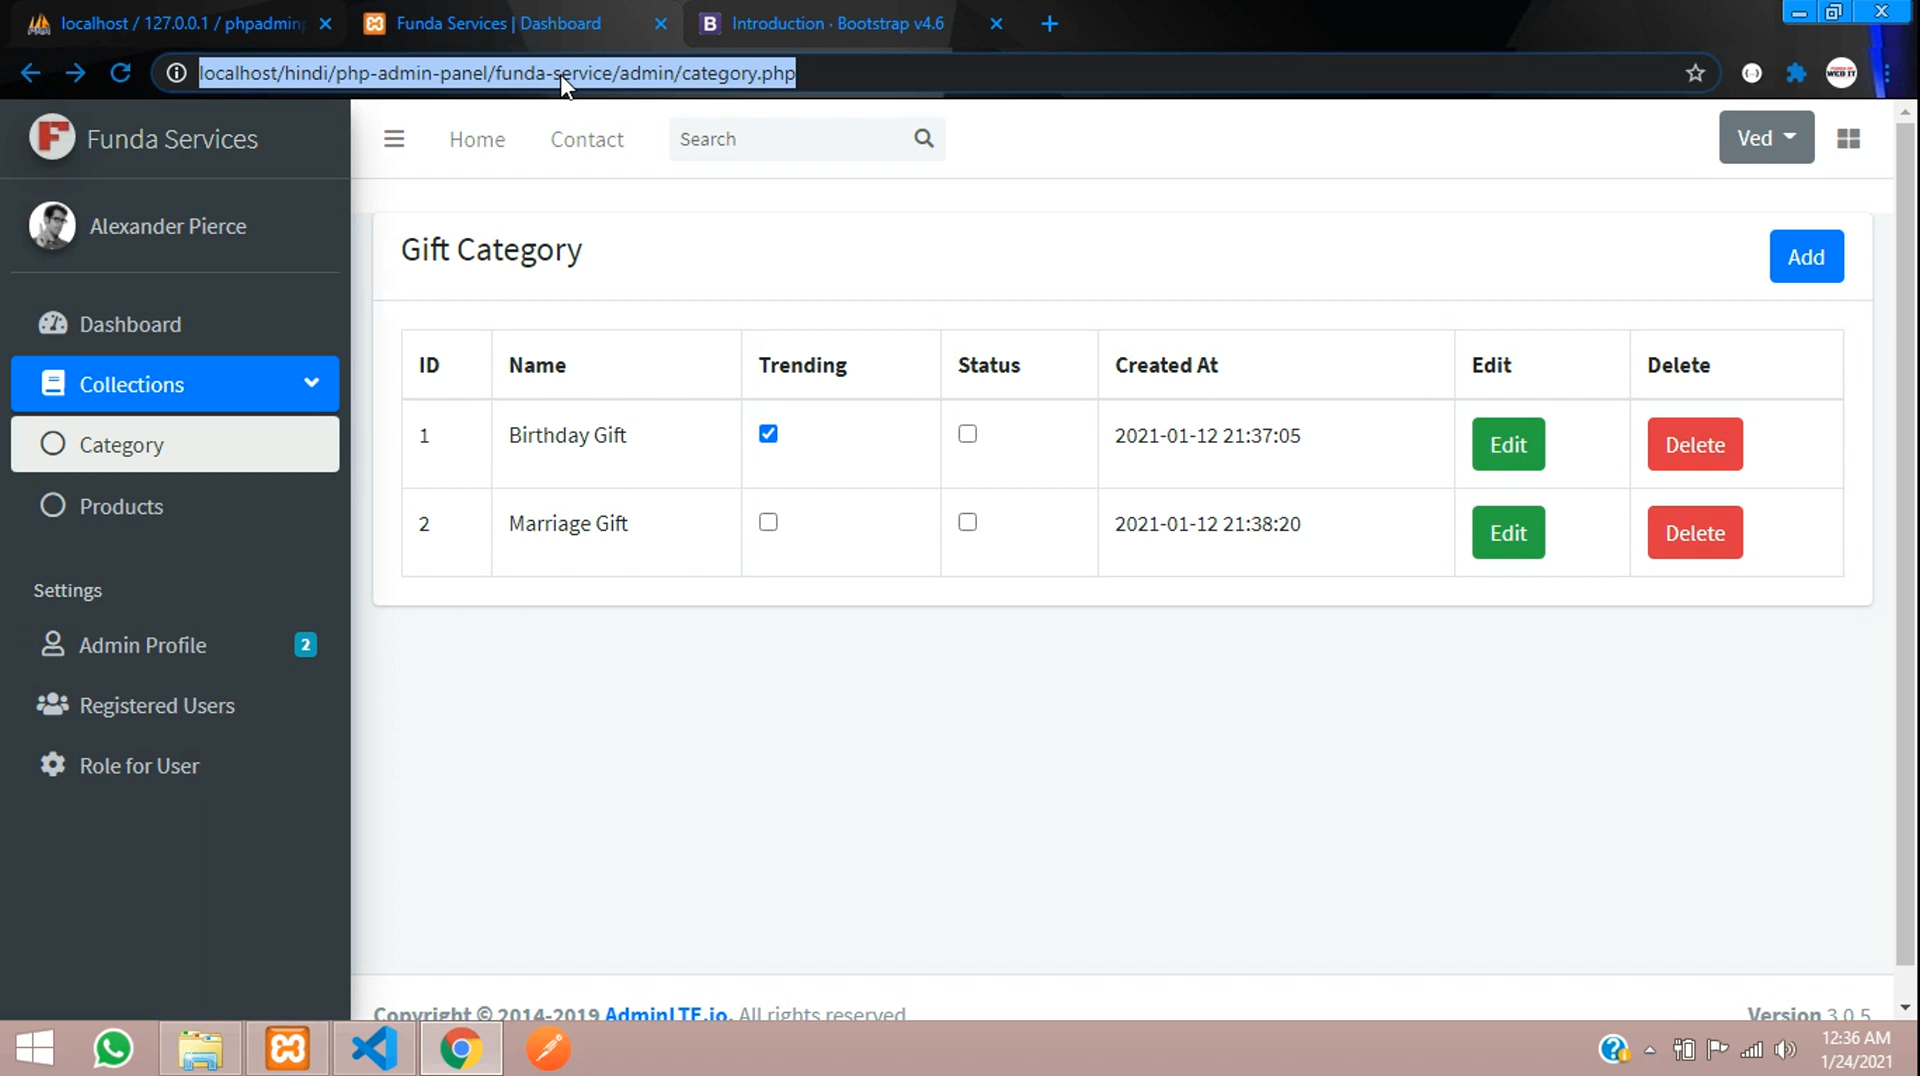 localhost / 127.0.0.1 / phpadmin
Funda Services | Dashboard
B Introduction · Bootstrap v4.6
localhost/hindi/php-admin-panel/funda-service/admin/category.php
WEB IT
F Funda Services
Home Contact Search Ved
Alexander Pierce
Gift Category Add
Dashboard
Collections
Category
Products
Settings
Admin Profile 2
Registered Users
Role for User
ID Name Trending Status Created At Edit Delete
1 Birthday Gift 2021-01-12 21:37:05 Edit Delete
2 Marriage Gift 2021-01-12 21:38:20 Edit Delete
Copyright © 2014-2019 AdminLTE.io. All rights reserved
Version 3.0.5
12:36 AM
1/24/2021